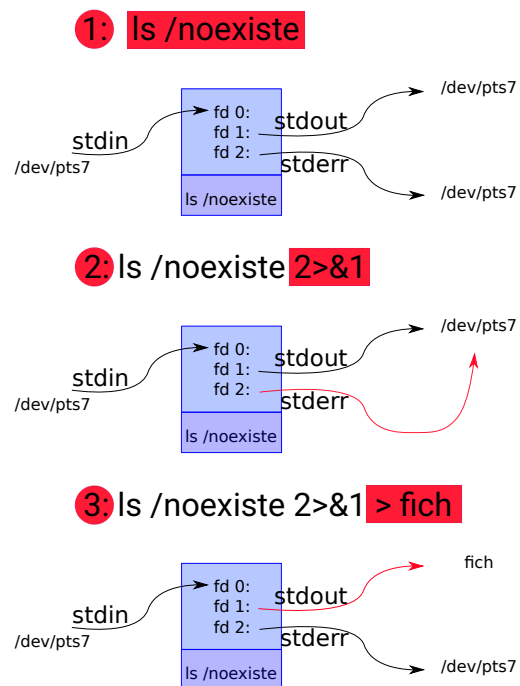 1: ls /noexiste
/dev/pts7
fd 0:
stdout
fd 1:
stdin
fd 2:
stderr
/dev/pts7
ls /noexiste
/dev/pts7
2: ls /noexiste 2>&1
/dev/pts7
fd 0:
stdout
fd 1:
stdin
fd 2:
stderr
/dev/pts7
ls /noexiste
3: ls /noexiste 2>&1 > fich
fich
fd 0:
stdout
fd 1:
stdin
fd 2:
stderr
/dev/pts7
ls /noexiste
/dev/pts7